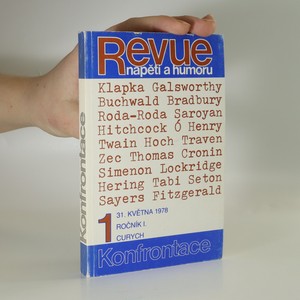 Revue
napětí a humoru
Klapka Galsworthy
Buchwald Bradbury
Roda-Roda Saroyan
Hitchcock Ó Henry
Twain Hoch Traven
Zec Thomas Cronin
Simenon Lockridge
Hering Tabi Seton
Sayers Fitzgerald
1
31. KVĚTNA 1978
ROČNÍK I.
CURYCH
Konfrontace
Konfrontace